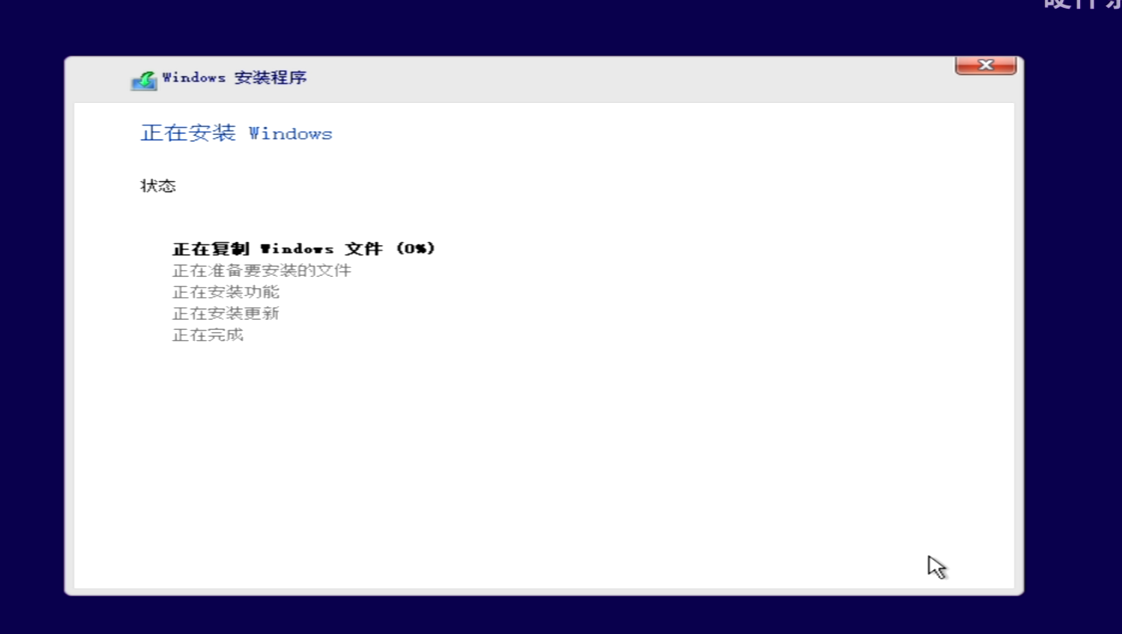 硬件
Windows 安装程序
正在安装 Windows
状态
正在复制 Windows 文件 (0%)
正在准备要安装的文件
正在安装功能
正在安装更新
正在完成